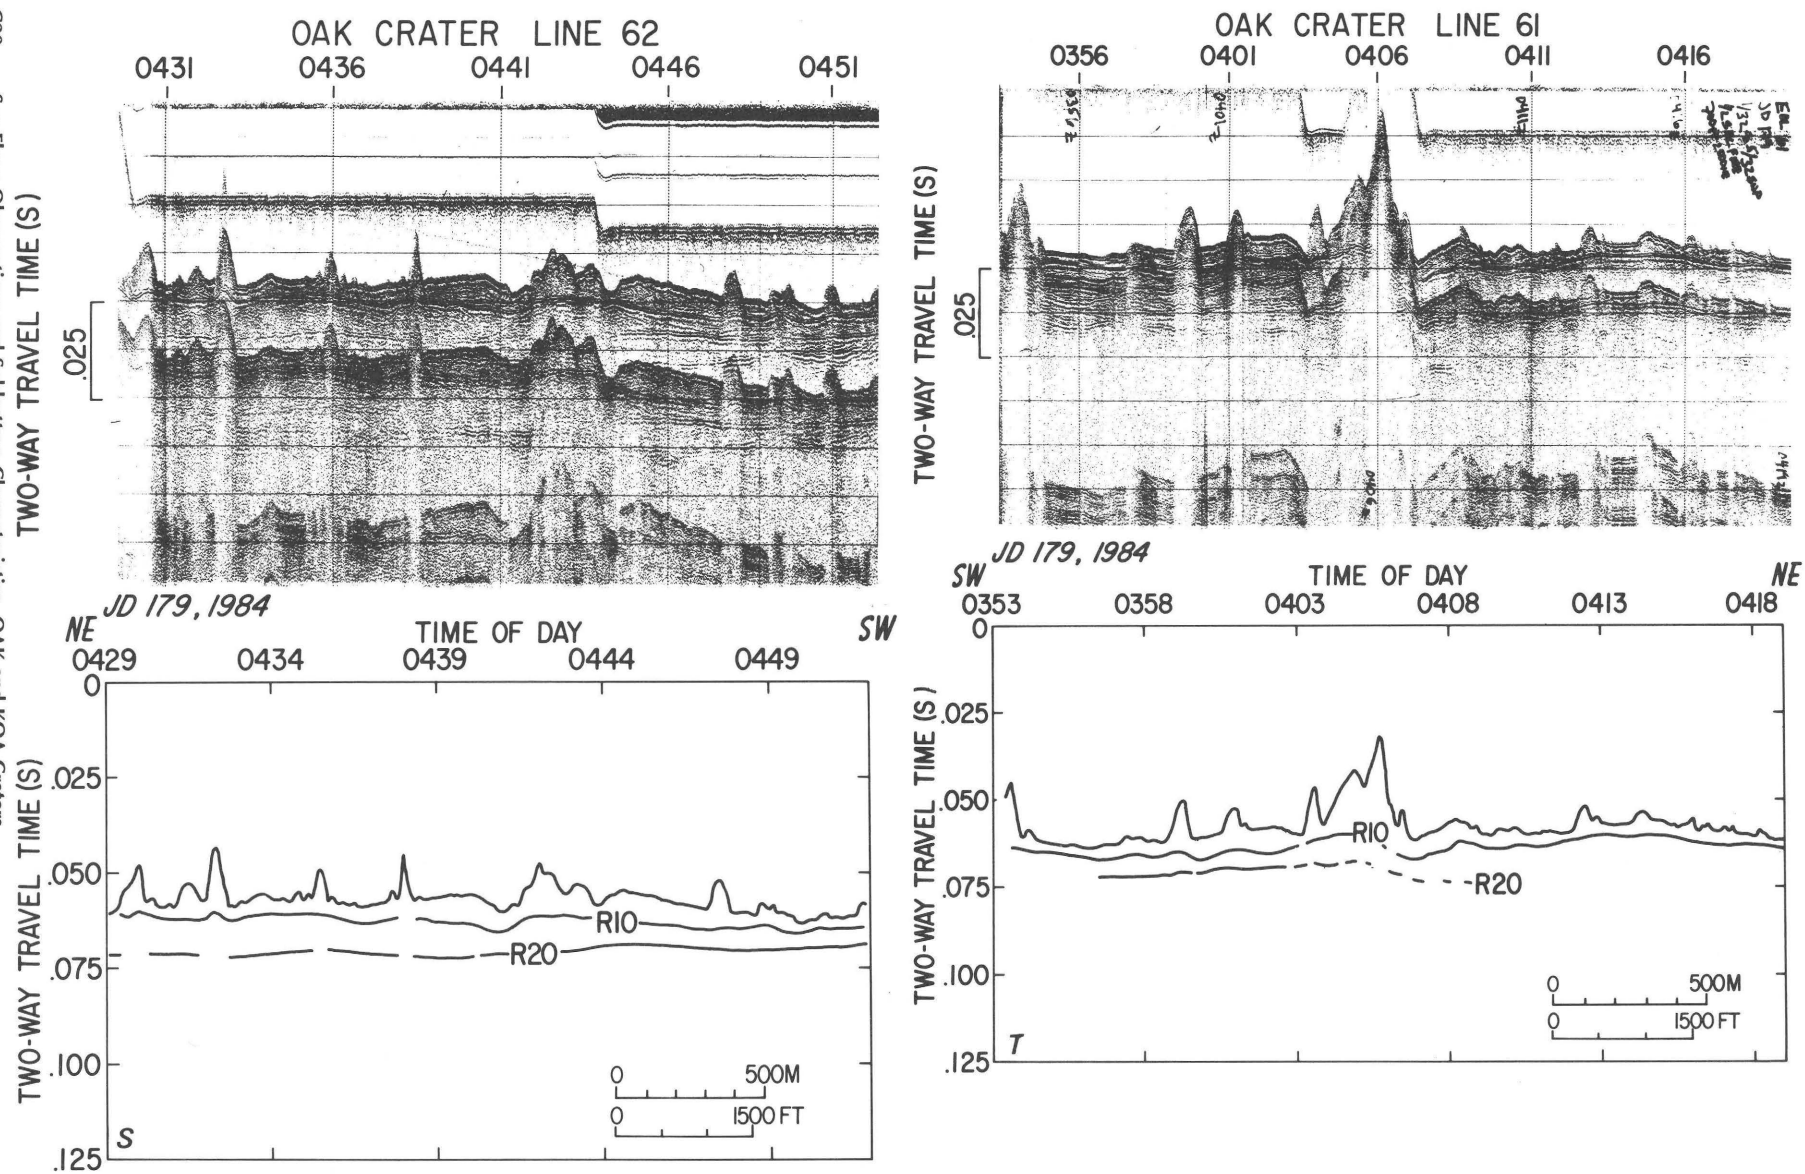 OAK CRATER LINE 62
0431 0436 0441 0446 0451
TWO-WAY TRAVEL TIME (S)
.025
JD 179, 1984
NE TIME OF DAY SW
0429 0434 0439 0444 0449
TWO-WAY TRAVEL TIME (S)
0
.025
.050
.075
.100
.125
R10
R20
0 500M
0 1500 FT
S
OAK CRATER LINE 61
0356 0401 0406 0411 0416
0356Z 0401Z 0411Z
TWO-WAY TRAVEL TIME (S)
.025
JD 179, 1984
SW TIME OF DAY NE
0353 0358 0403 0408 0413 0418
TWO-WAY TRAVEL TIME (S)
0
.025
.050
.075
.100
.125
R10
R20
0 500M
0 1500 FT
T